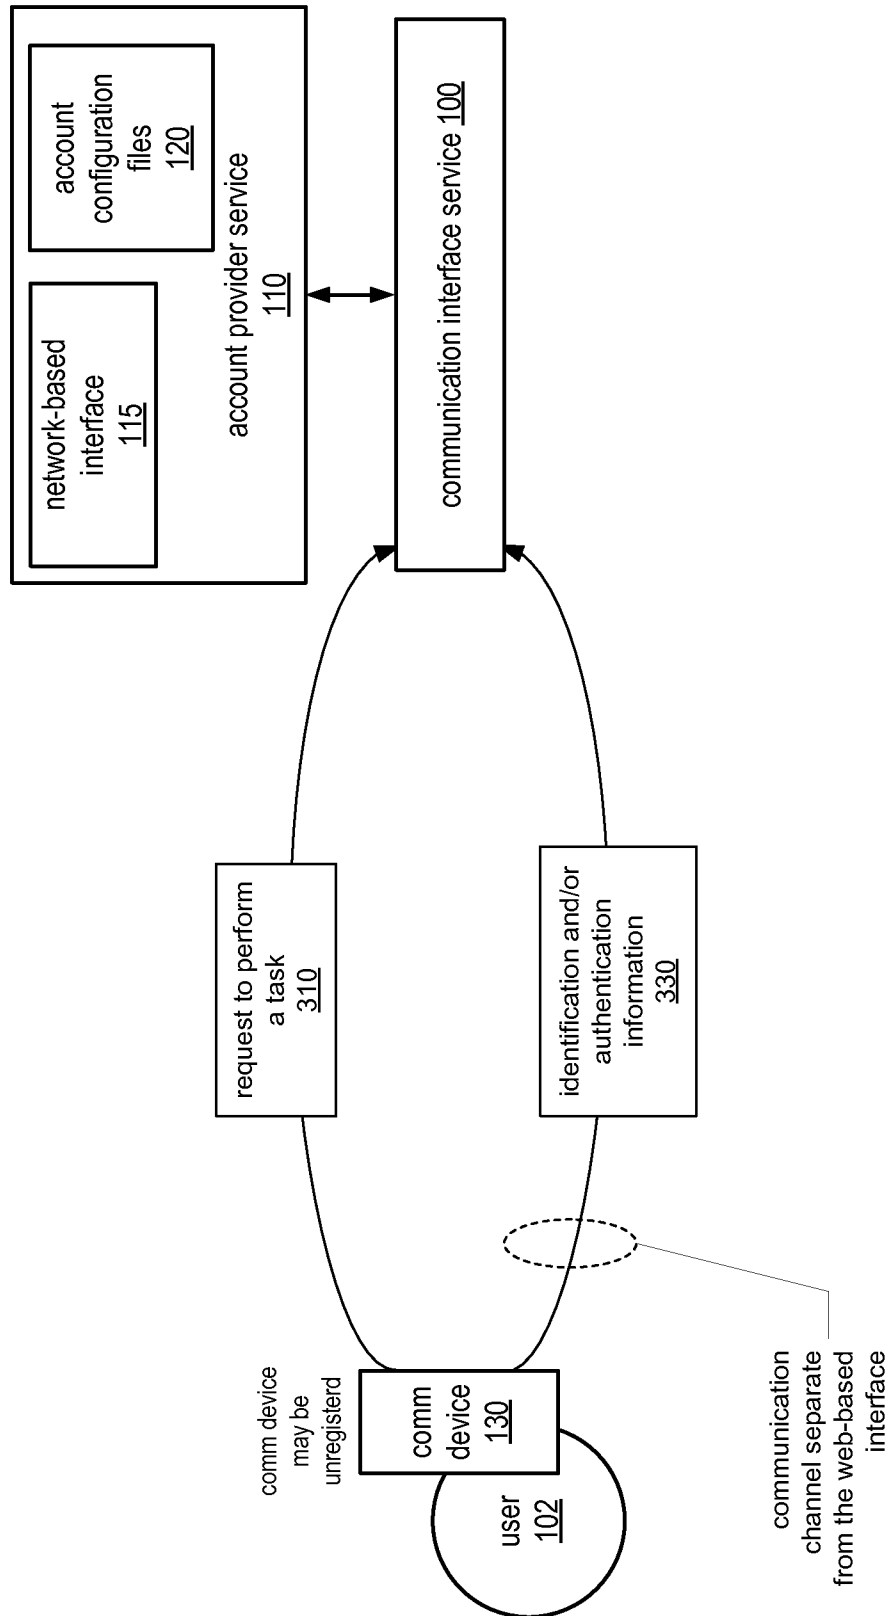 network-based
interface
115
account
configuration
files
120
account provider service
110
communication interface service 100
request to perform
a task
310
identification and/or
authentication
information
330
comm device
may be
unregisterd
comm
device
130
user
102
communication
channel separate
from the web-based
interface